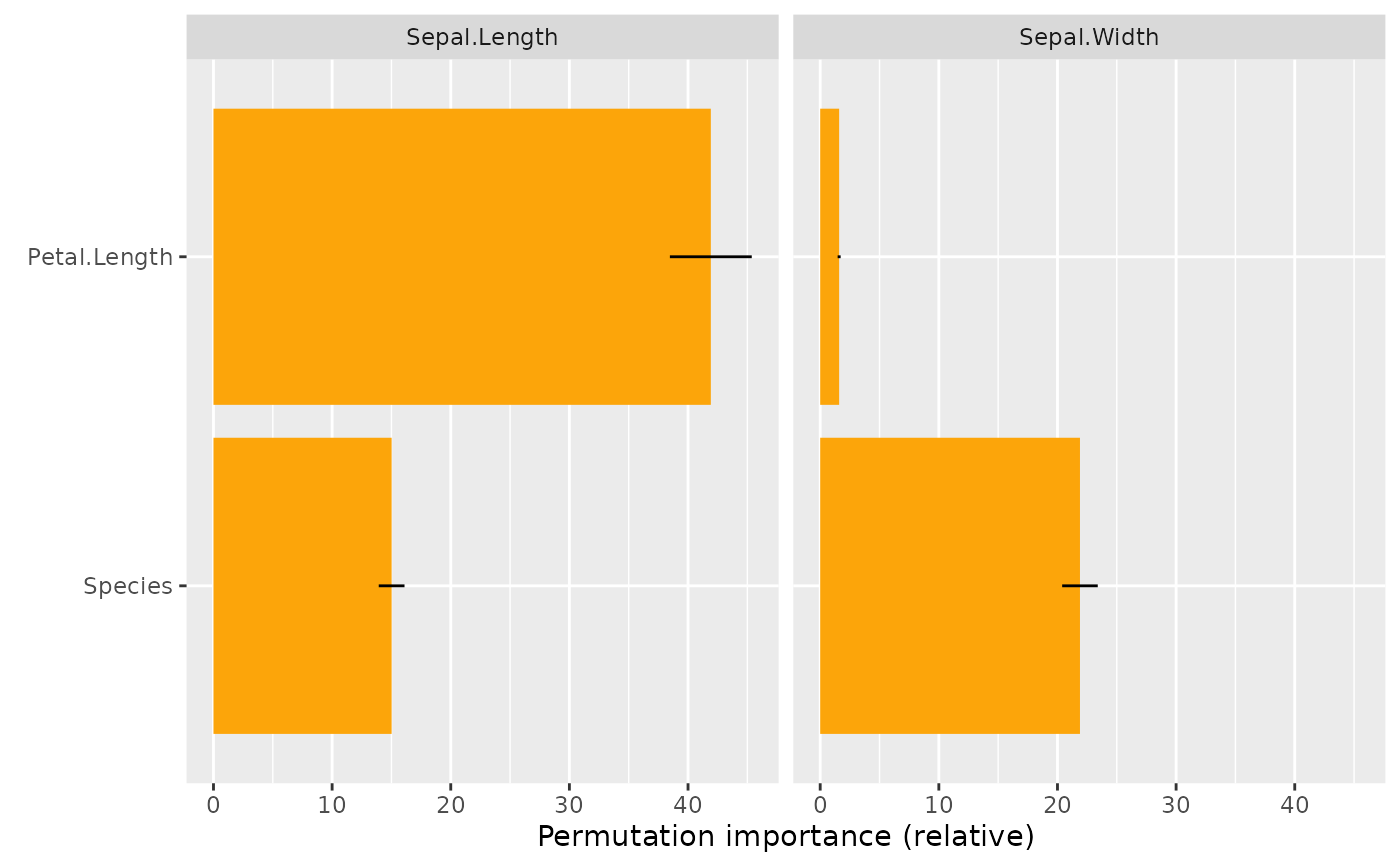 Sepal.Length Sepal.Width
Petal.Length
Species
0 10 20 30 40 0 10 20 30 40
Permutation importance (relative)